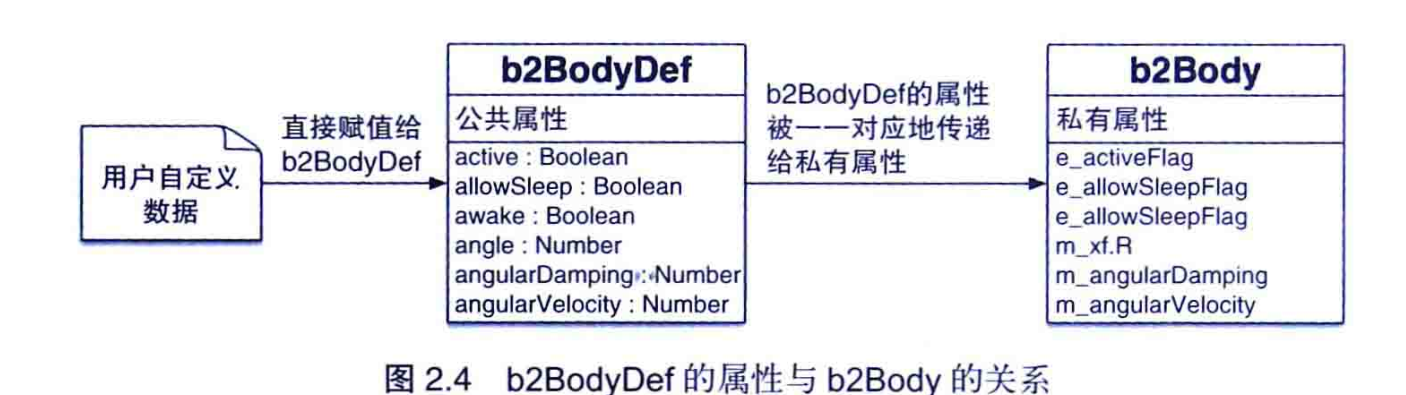 用户自定义
数据
直接赋值给
b2BodyDef
b2BodyDef
公共属性
active : Boolean
allowSleep : Boolean
awake : Boolean
angle : Number
angularDamping : Number
angularVelocity : Number
b2BodyDef的属性
被一一对应地传递
给私有属性
b2Body
私有属性
e_activeFlag
e_allowSleepFlag
e_allowSleepFlag
m_xf.R
m_angularDamping
m_angularVelocity
图 2.4 b2BodyDef 的属性与 b2Body 的关系